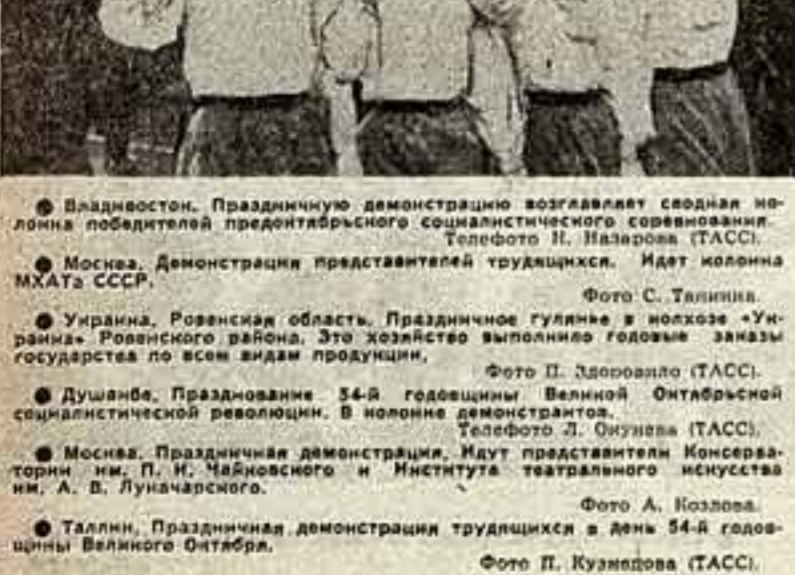 ● Владивосток. Праздничную демонстрацию возглавляет сводная ко-
лонна победителей предоктябрьского социалистического соревнования.
Телефото Н. Назарова (ТАСС).
● Москва. Демонстрация представителей трудящихся. Идет колонна
МХАТа СССР.
Фото С.
● Украина. Ровенская область. Праздничное гулянье в колхозе «Ук-
раина» Ровенского района. Это хозяйство выполнило годовые заказы
государства по всем видам продукции.
Фото П. Здоровило (ТАСС).
● Душанбе. Празднование 54-й годовщины Великой Октябрьской
социалистической революции. В колонне демонстрантов.
Телефото Л. Окунева (ТАСС).
● Москва. Праздничная демонстрация. Идут представители Консерва-
тории им. П. И. Чайковского и Института театрального искусства
им. А. В. Луначарского.
Фото А. Козлова.
● Таллин. Праздничная демонстрация трудящихся в день 54-й годов-
щины Великого Октября.
Фото П. Кузнецова (ТАСС).